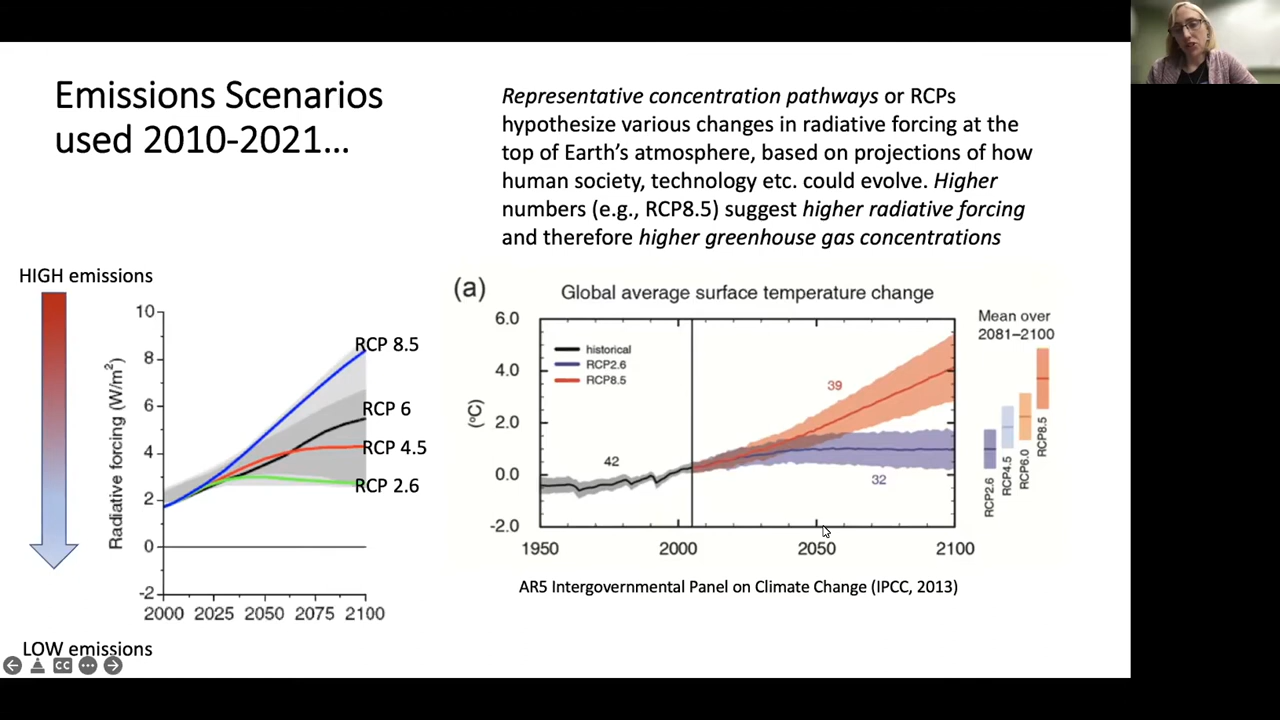 Emissions Scenarios
used 2010-2021…
Representative concentration pathways or RCPs
hypothesize various changes in radiative forcing at the
top of Earth’s atmosphere, based on projections of how
human society, technology etc. could evolve. Higher
numbers (e.g., RCP8.5) suggest higher radiative forcing
and therefore higher greenhouse gas concentrations
HIGH emissions
10
8
6
4
2
0
-2
Radiative forcing (W/m²)
RCP 8.5
RCP 6
RCP 4.5
RCP 2.6
2000 2025 2050 2075 2100
LOW emissions
CC
(a)
Global average surface temperature change
6.0
4.0
2.0
0.0
-2.0
(°C)
historical
RCP2.6
RCP8.5
42
39
32
1950 2000 2050 2100
Mean over
2081–2100
RCP2.6
RCP4.5
RCP6.0
RCP8.5
AR5 Intergovernmental Panel on Climate Change (IPCC, 2013)